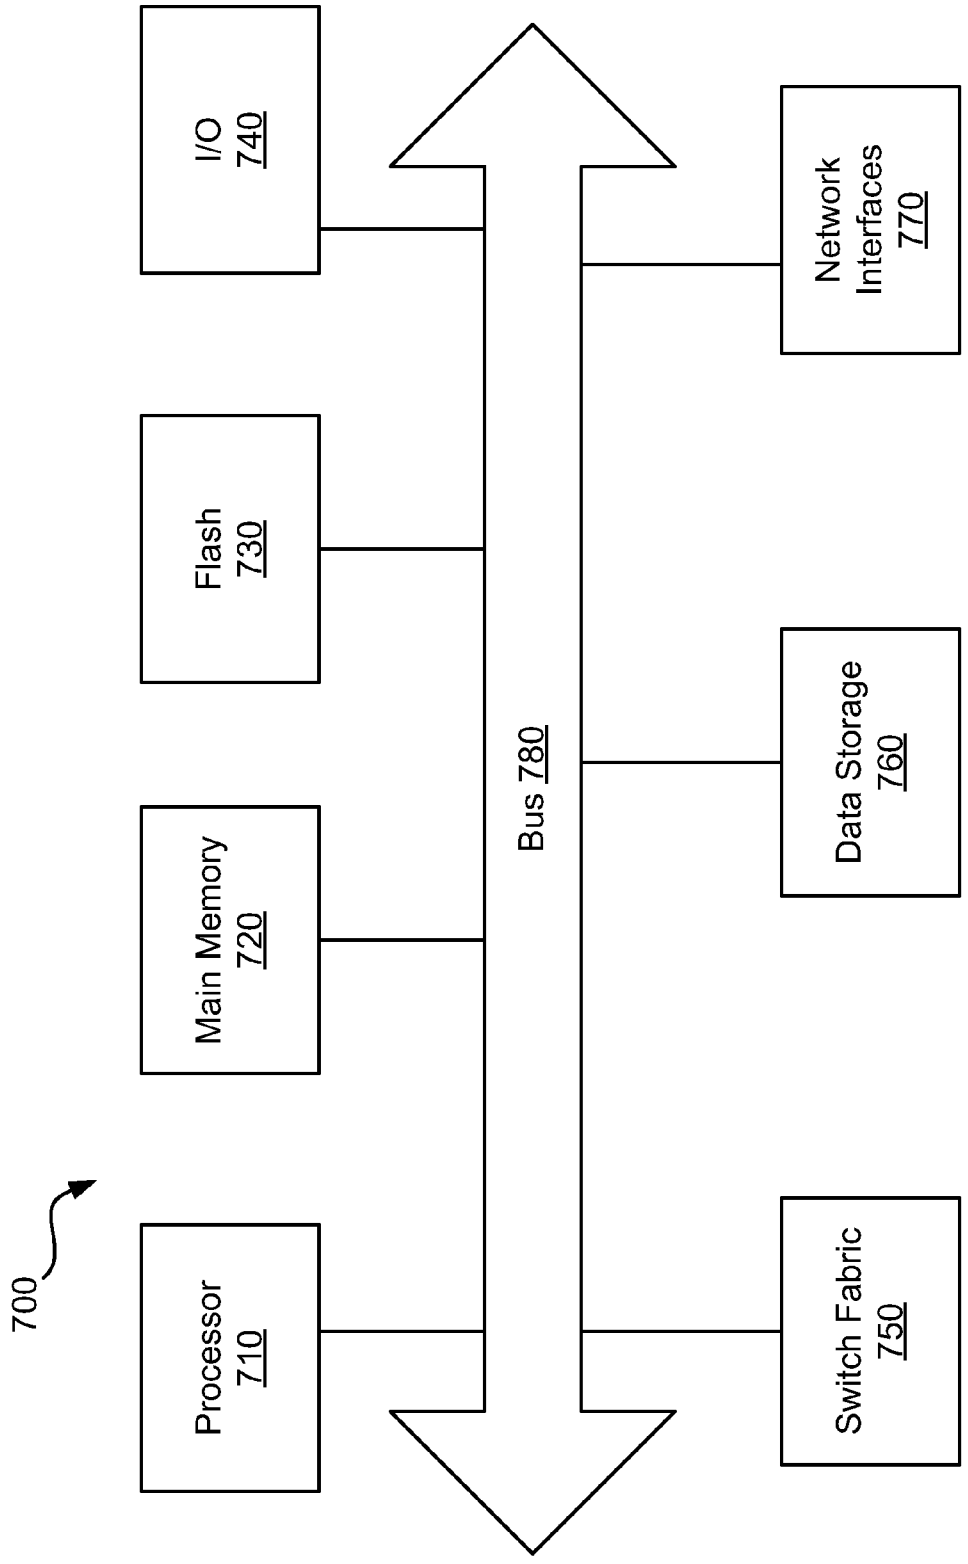 700
Processor
710
Main Memory
720
Flash
730
I/O
740
Bus 780
Switch Fabric
750
Data Storage
760
Network
Interfaces
770